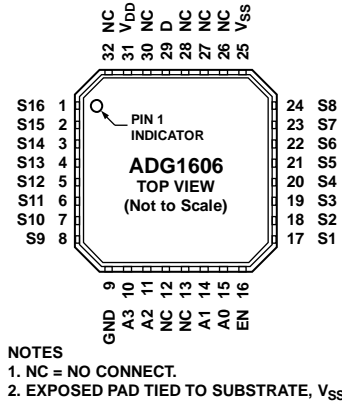 32 NC
31 VDD
30 NC
29 D
28 NC
27 NC
26 NC
25 VSS
S16 1
S15 2
S14 3
S13 4
S12 5
S11 6
S10 7
S9 8
PIN 1
INDICATOR
ADG1606
TOP VIEW
(Not to Scale)
24 S8
23 S7
22 S6
21 S5
20 S4
19 S3
18 S2
17 S1
GND 9
A3 10
A2 11
NC 12
NC 13
A1 14
A0 15
EN 16
NOTES
1. NC = NO CONNECT.
2. EXPOSED PAD TIED TO SUBSTRATE, VSS